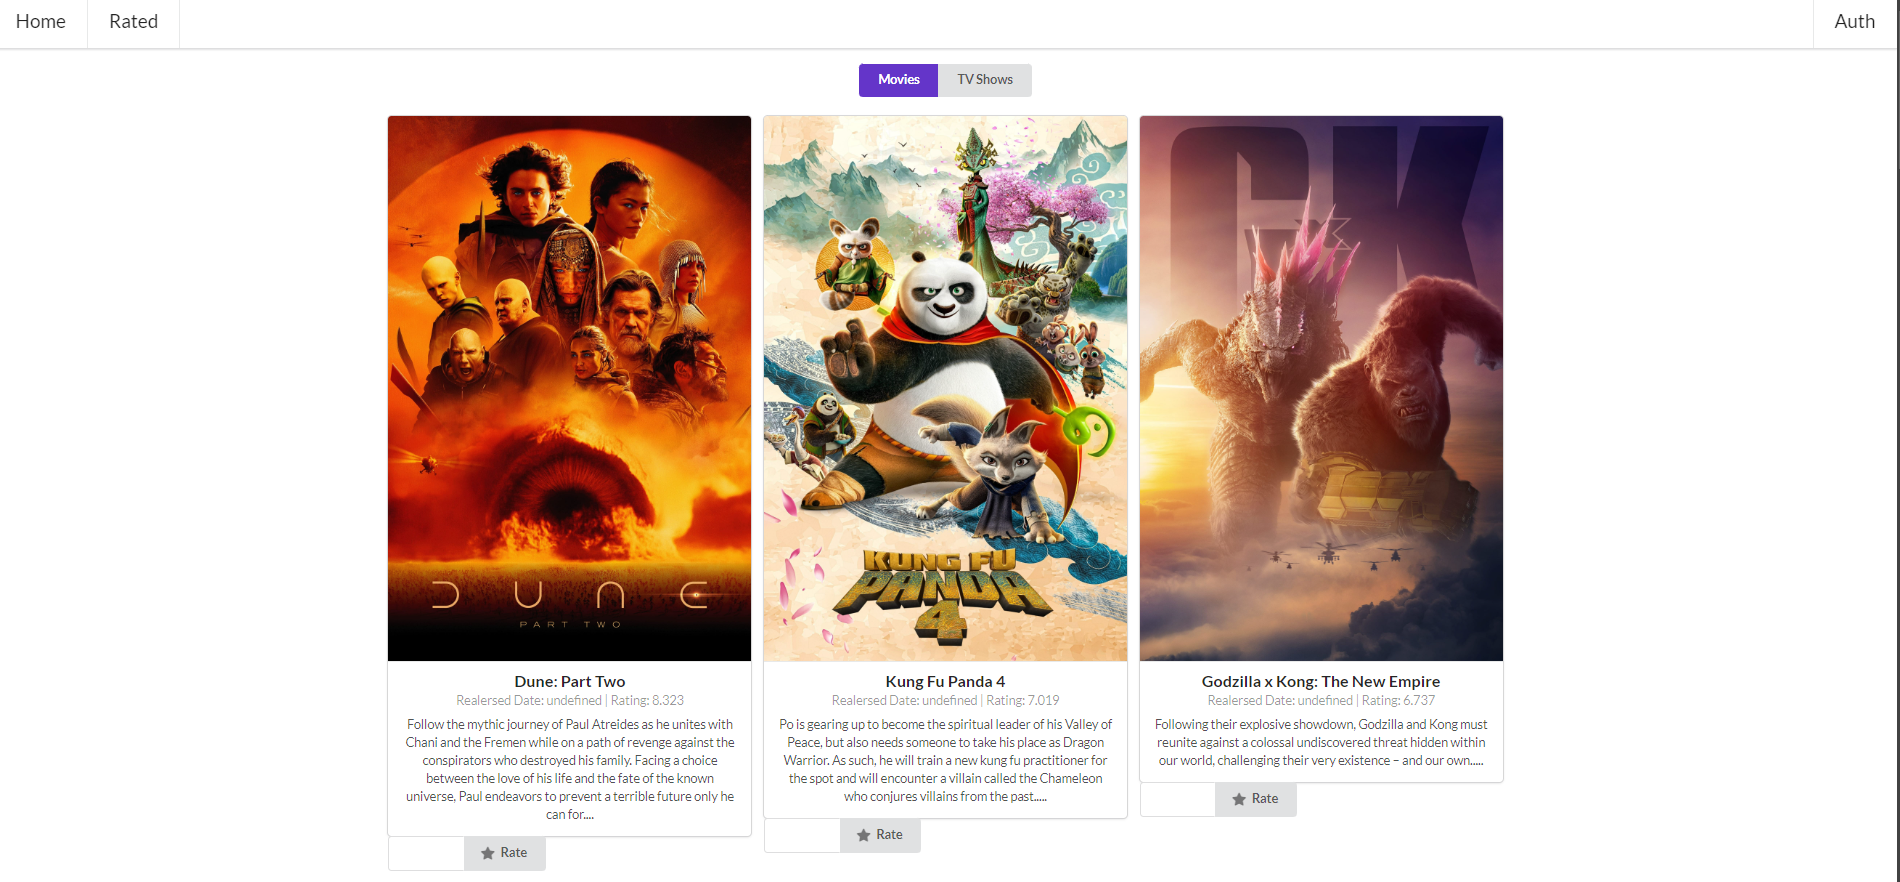 Home Rated Auth
Movies TV Shows
GK
DUNE
PART TWO
KUNG FU
PANDA
4
Dune: Part Two
Realersed Date: undefined | Rating: 8.323
Follow the mythic journey of Paul Atreides as he unites with
Chani and the Fremen while on a path of revenge against the
conspirators who destroyed his family. Facing a choice
between the love of his life and the fate of the known
universe, Paul endeavors to prevent a terrible future only he
can for....
Rate
Kung Fu Panda 4
Realersed Date: undefined | Rating: 7.019
Po is gearing up to become the spiritual leader of his Valley of
Peace, but also needs someone to take his place as Dragon
Warrior. As such, he will train a new kung fu practitioner for
the spot and will encounter a villain called the Chameleon
who conjures villains from the past.....
Rate
Godzilla x Kong: The New Empire
Realersed Date: undefined | Rating: 6.737
Following their explosive showdown, Godzilla and Kong must
reunite against a colossal undiscovered threat hidden within
our world, challenging their very existence – and our own.....
Rate